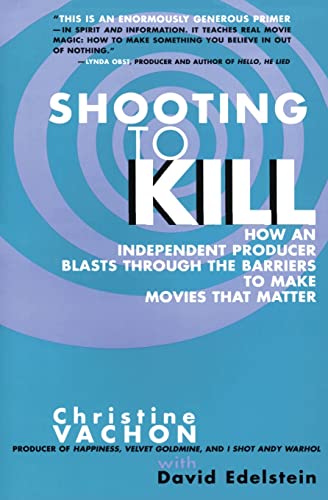 "THIS IS AN ENORMOUSLY GENEROUS PRIMER
—IN SPIRIT AND INFORMATION. IT TEACHES REAL MOVIE
MAGIC: HOW TO MAKE SOMETHING YOU BELIEVE IN OUT
OF NOTHING."
—LYNDA OBST, PRODUCER AND AUTHOR OF HELLO, HE LIED
SHOOTING
TO
KILL
HOW AN
INDEPENDENT PRODUCER
BLASTS THROUGH THE BARRIERS
TO MAKE
MOVIES THAT MATTER
Christine
VACHON
PRODUCER OF HAPPINESS, VELVET GOLDMINE, AND I SHOT ANDY WARHOL
with
David Edelstein